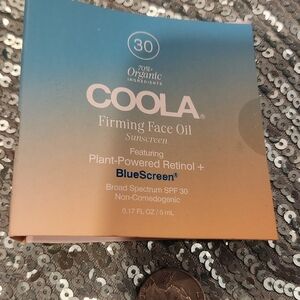 30
70%+
Organic
INGREDIENTS
COOLA®
Firming Face Oil
Sunscreen
Featuring
Plant-Powered Retinol +
BlueScreen®
Broad Spectrum SPF 30
Non-Comedogenic
0.17 FL OZ / 5 mL